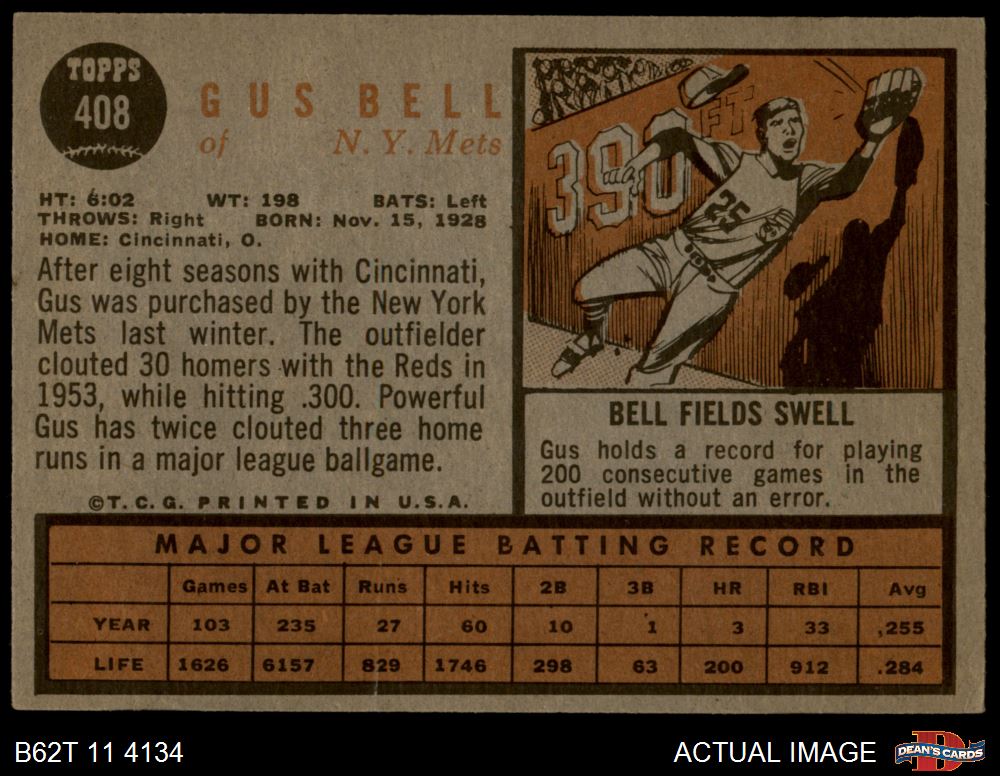 TOPPS
408
GUS BELL
of N. Y. Mets
HT: 6:02 WT: 198 BATS: Left
THROWS: Right BORN: Nov. 15, 1928
HOME: Cincinnati, O.
After eight seasons with Cincinnati,
Gus was purchased by the New York
Mets last winter. The outfielder
clouted 30 homers with the Reds in
1953, while hitting .300. Powerful
Gus has twice clouted three home
runs in a major league ballgame.
©T.C.G. PRINTED IN U.S.A.
390 FT
25
BELL FIELDS SWELL
Gus holds a record for playing
200 consecutive games in the
outfield without an error.
MAJOR LEAGUE BATTING RECORD
Games At Bat Runs Hits 2B 3B HR RBI Avg
YEAR 103 235 27 60 10 1 3 33 .255
LIFE 1626 6157 829 1746 298 63 200 912 .284
B62T 11 4134
ACTUAL IMAGE
D
DEAN'S CARDS